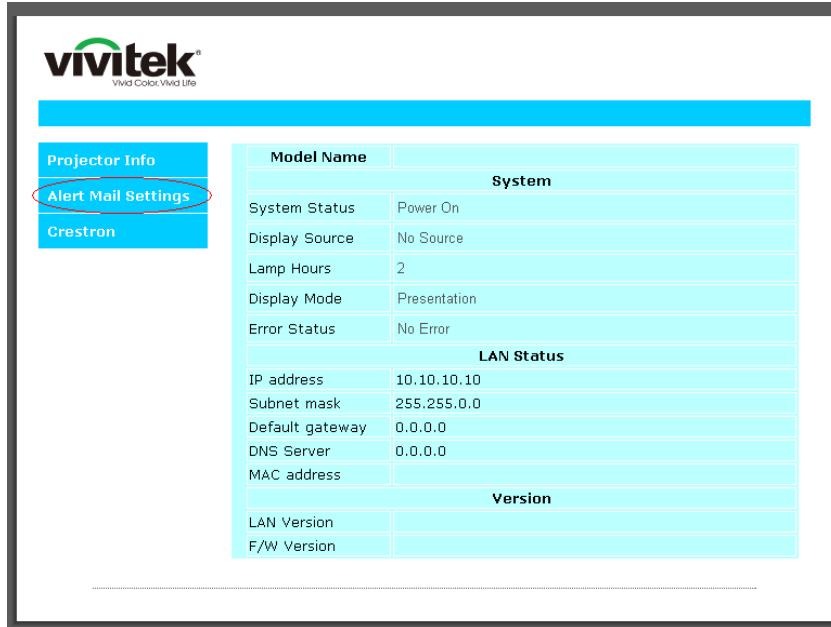 vivitek®
Vivid Color. Vivid Life
Projector Info
Alert Mail Settings
Crestron
Model Name
System
System Status Power On
Display Source No Source
Lamp Hours 2
Display Mode Presentation
Error Status No Error
LAN Status
IP address 10.10.10.10
Subnet mask 255.255.0.0
Default gateway 0.0.0.0
DNS Server 0.0.0.0
MAC address
Version
LAN Version
F/W Version